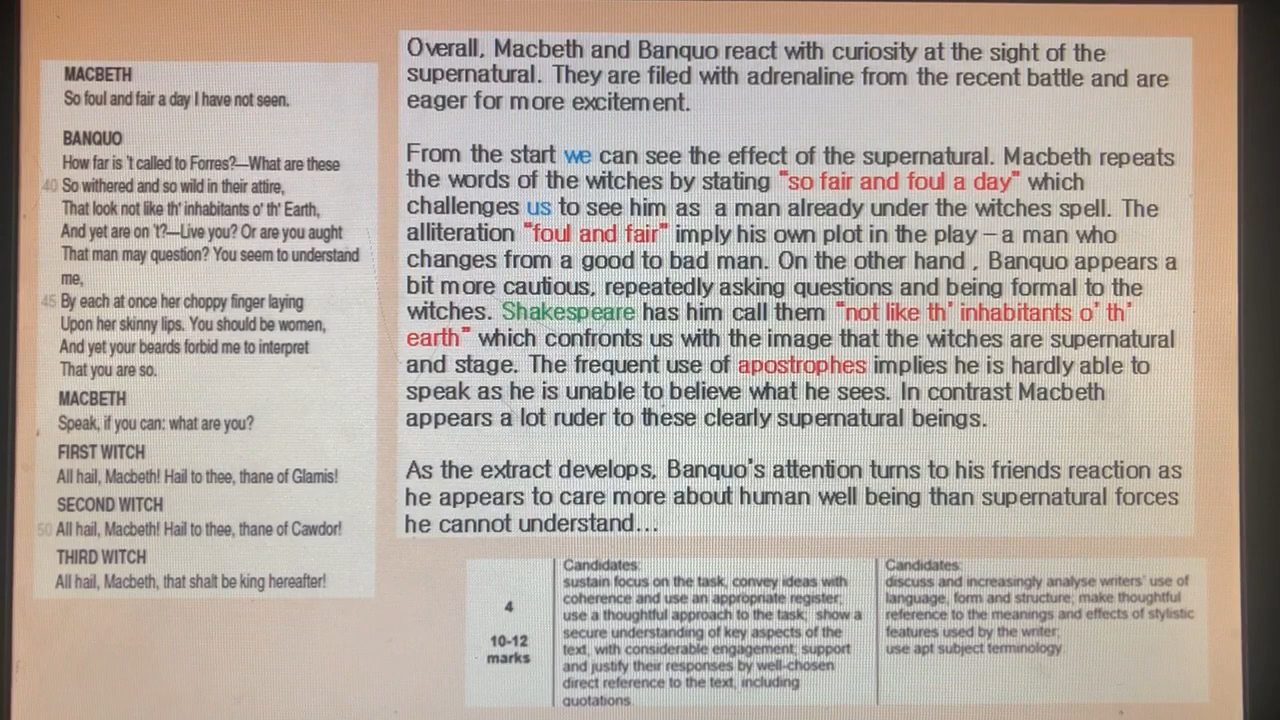 MACBETH
So foul and fair a day I have not seen.
BANQUO
How far is 't called to Forres?—What are these
40 So withered and so wild in their attire,
That look not like th' inhabitants o' th' Earth,
And yet are on 't?—Live you? Or are you aught
That man may question? You seem to understand
me,
45 By each at once her choppy finger laying
Upon her skinny lips. You should be women,
And yet your beards forbid me to interpret
That you are so.
MACBETH
Speak, if you can: what are you?
FIRST WITCH
All hail, Macbeth! Hail to thee, thane of Glamis!
SECOND WITCH
50 All hail, Macbeth! Hail to thee, thane of Cawdor!
THIRD WITCH
All hail, Macbeth, that shalt be king hereafter!
Overall, Macbeth and Banquo react with curiosity at the sight of the
supernatural. They are filed with adrenaline from the recent battle and are
eager for more excitement.
From the start we can see the effect of the supernatural. Macbeth repeats
the words of the witches by stating "so fair and foul a day" which
challenges us to see him as a man already under the witches spell. The
alliteration "foul and fair" imply his own plot in the play – a man who
changes from a good to bad man. On the other hand , Banquo appears a
bit more cautious, repeatedly asking questions and being formal to the
witches. Shakespeare has him call them "not like th' inhabitants o' th'
earth" which confronts us with the image that the witches are supernatural
and stage. The frequent use of apostrophes implies he is hardly able to
speak as he is unable to believe what he sees. In contrast Macbeth
appears a lot ruder to these clearly supernatural beings.
As the extract develops, Banquo's attention turns to his friends reaction as
he appears to care more about human well being than supernatural forces
he cannot understand...
4
10-12
marks
Candidates:
sustain focus on the task, convey ideas with
coherence and use an appropriate register;
use a thoughtful approach to the task; show a
secure understanding of key aspects of the
text, with considerable engagement; support
and justify their responses by well-chosen
direct reference to the text, including
quotations.
Candidates:
discuss and increasingly analyse writers' use of
language, form and structure; make thoughtful
reference to the meanings and effects of stylistic
features used by the writer;
use apt subject terminology